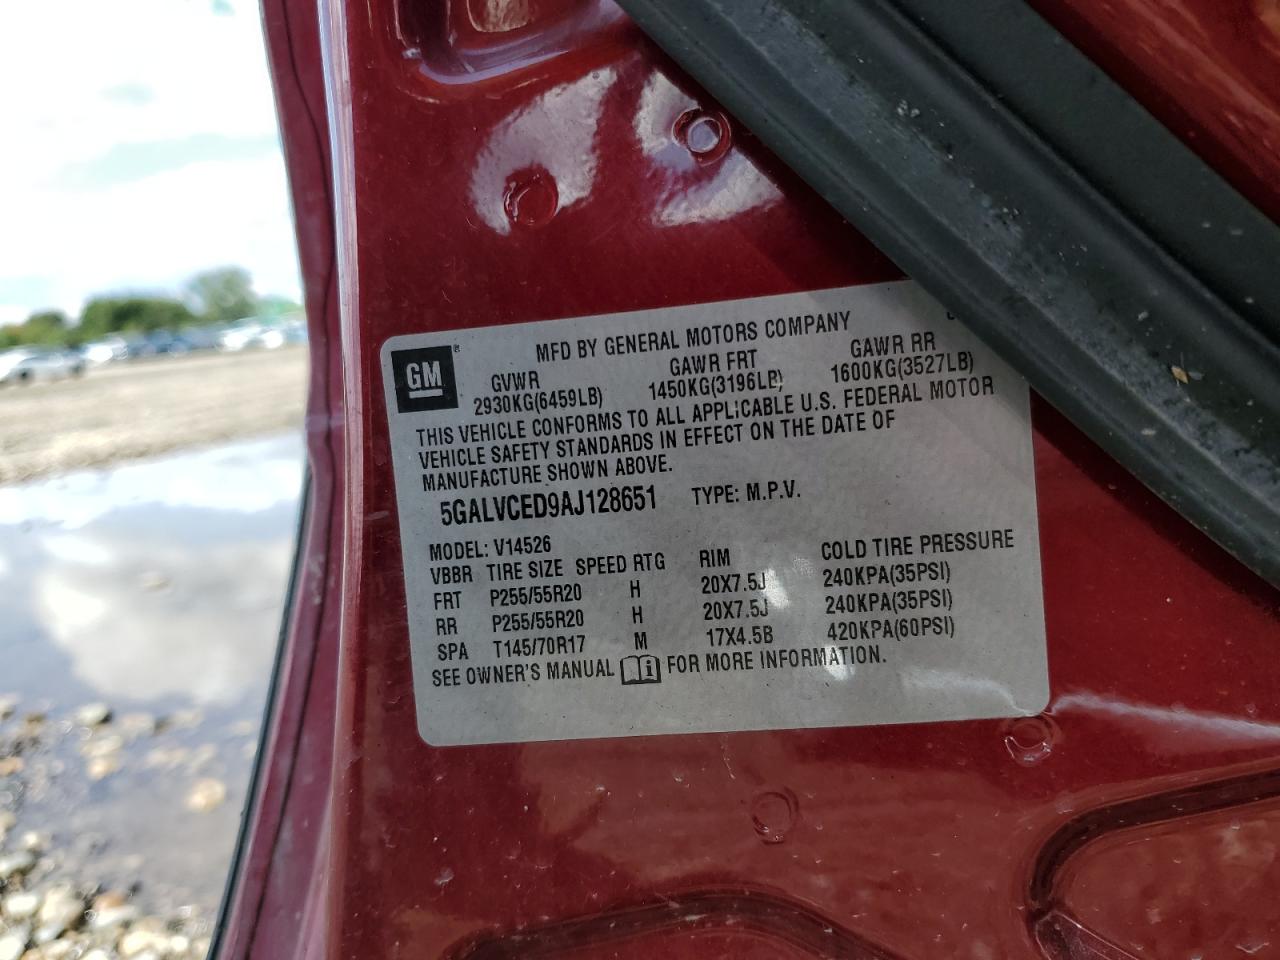 GM
MFD BY GENERAL MOTORS COMPANY
GVWR GAWR FRT GAWR RR
2930KG(6459LB) 1450KG(3196LB) 1600KG(3527LB)
THIS VEHICLE CONFORMS TO ALL APPLICABLE U.S. FEDERAL MOTOR
VEHICLE SAFETY STANDARDS IN EFFECT ON THE DATE OF
MANUFACTURE SHOWN ABOVE.
5GALVCED9AJ128651 TYPE: M.P.V.
MODEL: V14526
VBBR TIRE SIZE SPEED RTG RIM COLD TIRE PRESSURE
FRT P255/55R20 H 20X7.5J 240KPA(35PSI)
RR P255/55R20 H 20X7.5J 240KPA(35PSI)
SPA T145/70R17 M 17X4.5B 420KPA(60PSI)
SEE OWNER'S MANUAL FOR MORE INFORMATION.